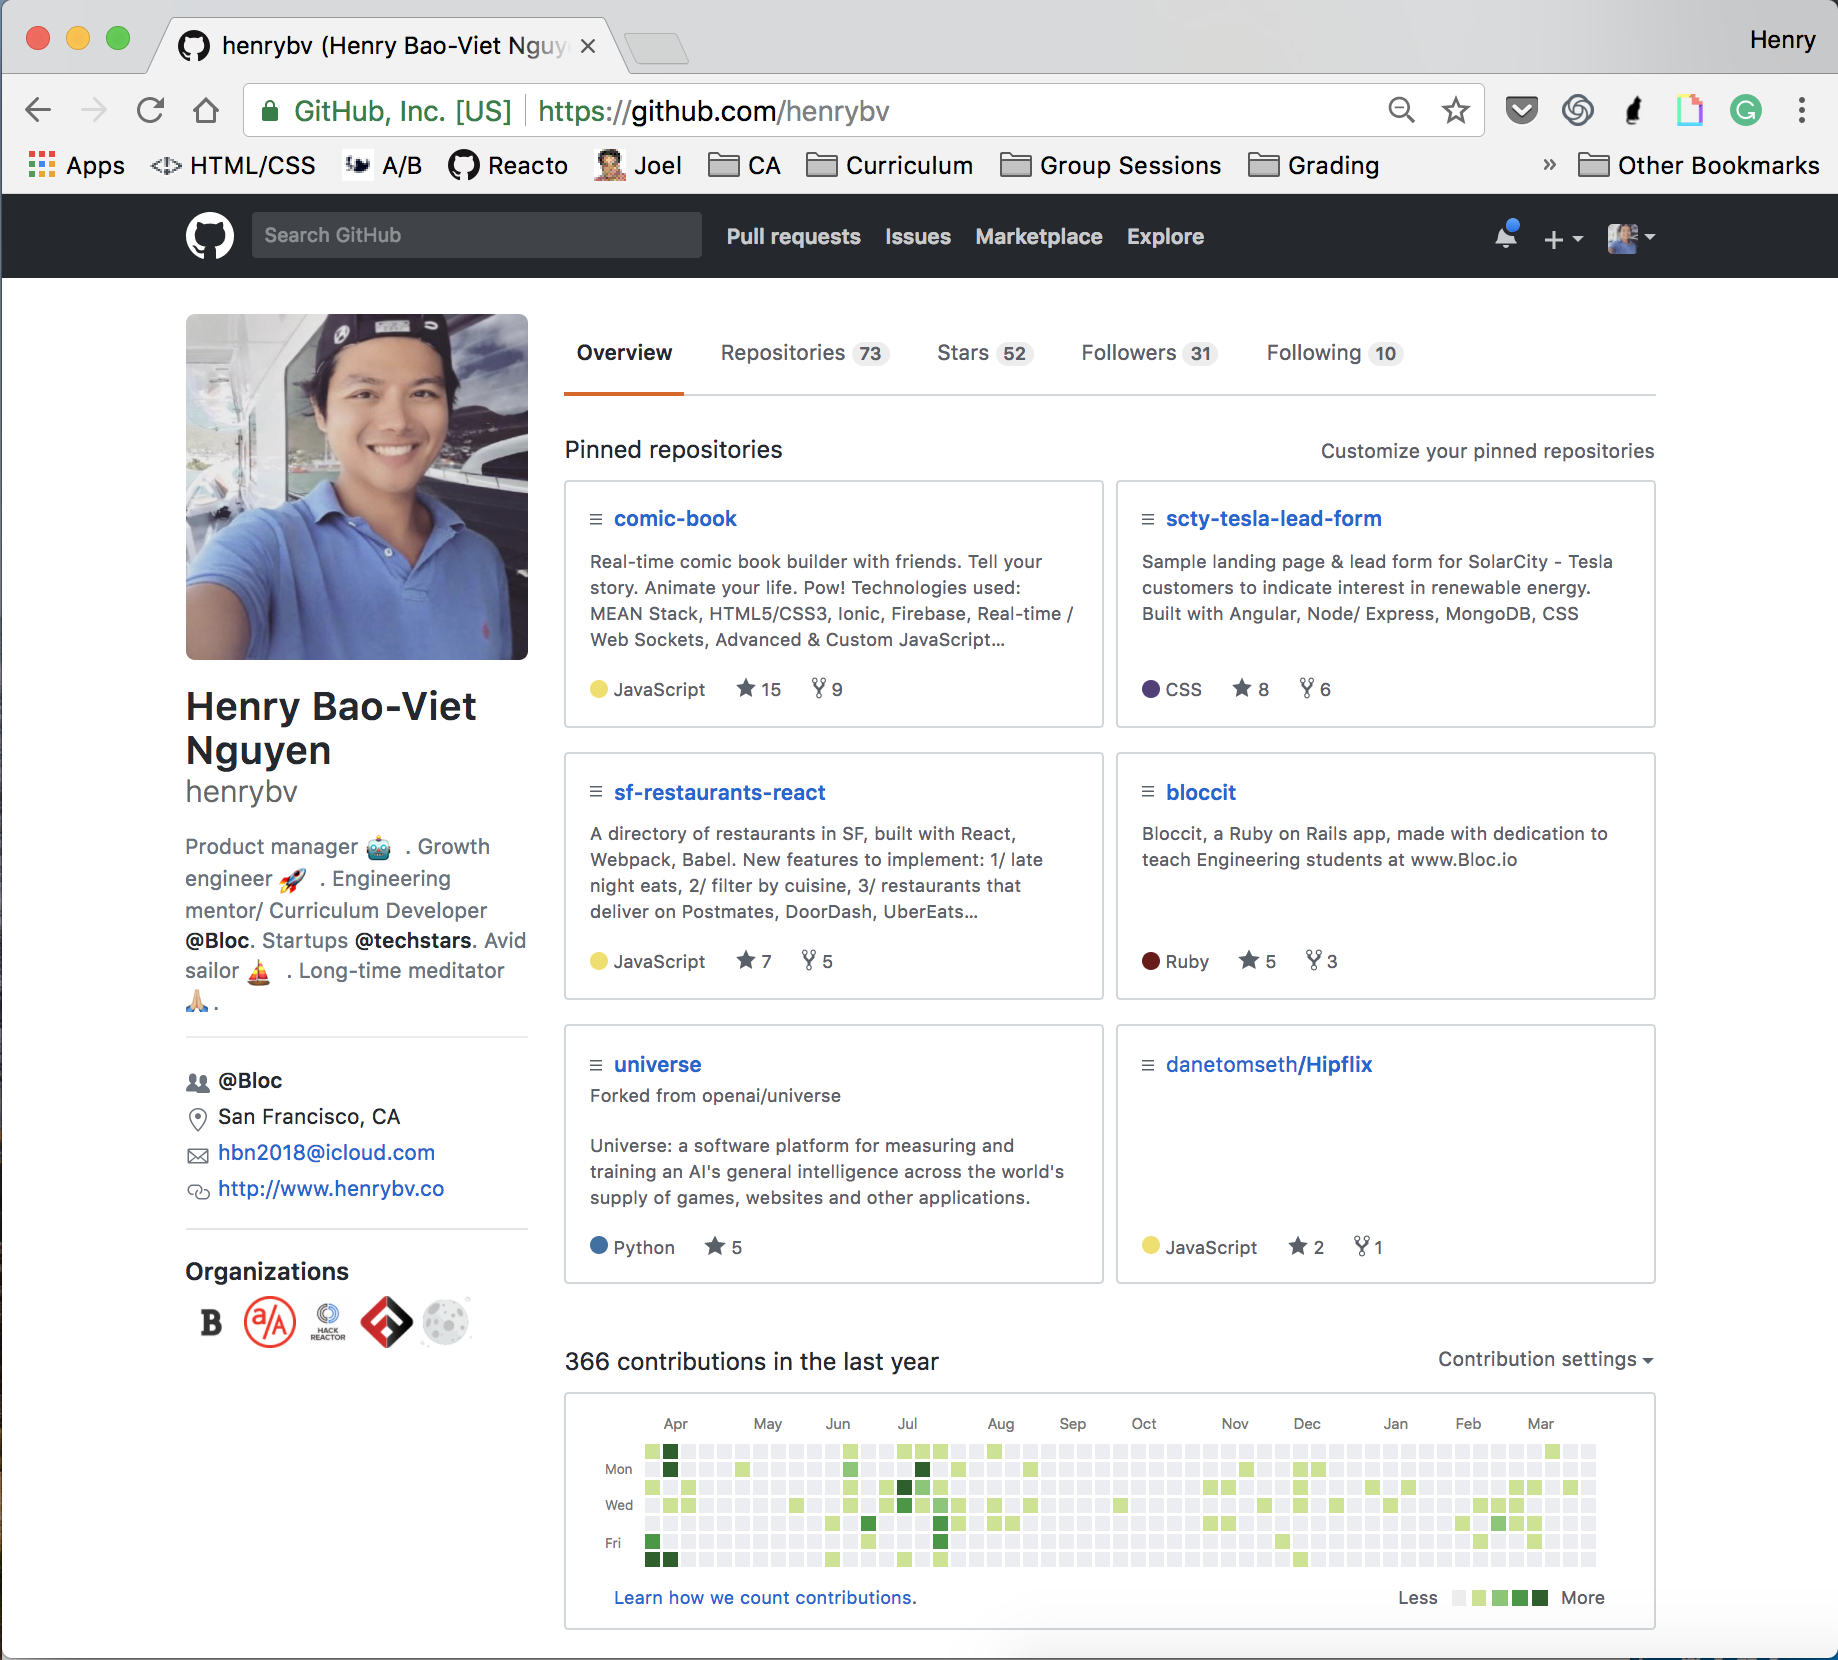 henrybv (Henry Bao-Viet Nguy
Henry
GitHub, Inc. [US] https://github.com/henrybv
Apps HTML/CSS A/B Reacto Joel CA Curriculum Group Sessions Grading » Other Bookmarks
Search GitHub Pull requests Issues Marketplace Explore
Overview Repositories 73 Stars 52 Followers 31 Following 10
Henry Bao-Viet
Nguyen
henrybv
Product manager 🤖 . Growth
engineer 🚀 . Engineering
mentor/ Curriculum Developer
@Bloc. Startups @techstars. Avid
sailor ⛵ . Long-time meditator
🙏 .
@Bloc
San Francisco, CA
hbn2018@icloud.com
http://www.henrybv.co
Organizations
B a/A HACK REACTOR
Pinned repositories
Customize your pinned repositories
comic-book
Real-time comic book builder with friends. Tell your
story. Animate your life. Pow! Technologies used:
MEAN Stack, HTML5/CSS3, Ionic, Firebase, Real-time /
Web Sockets, Advanced & Custom JavaScript…
JavaScript 15 9
scty-tesla-lead-form
Sample landing page & lead form for SolarCity - Tesla
customers to indicate interest in renewable energy.
Built with Angular, Node/ Express, MongoDB, CSS
CSS 8 6
sf-restaurants-react
A directory of restaurants in SF, built with React,
Webpack, Babel. New features to implement: 1/ late
night eats, 2/ filter by cuisine, 3/ restaurants that
deliver on Postmates, DoorDash, UberEats…
JavaScript 7 5
bloccit
Bloccit, a Ruby on Rails app, made with dedication to
teach Engineering students at www.Bloc.io
Ruby 5 3
universe
Forked from openai/universe
Universe: a software platform for measuring and
training an AI's general intelligence across the world's
supply of games, websites and other applications.
Python 5
danetomseth/Hipflix
JavaScript 2 1
366 contributions in the last year
Contribution settings
Apr May Jun Jul Aug Sep Oct Nov Dec Jan Feb Mar
Mon
Wed
Fri
Learn how we count contributions.
Less More